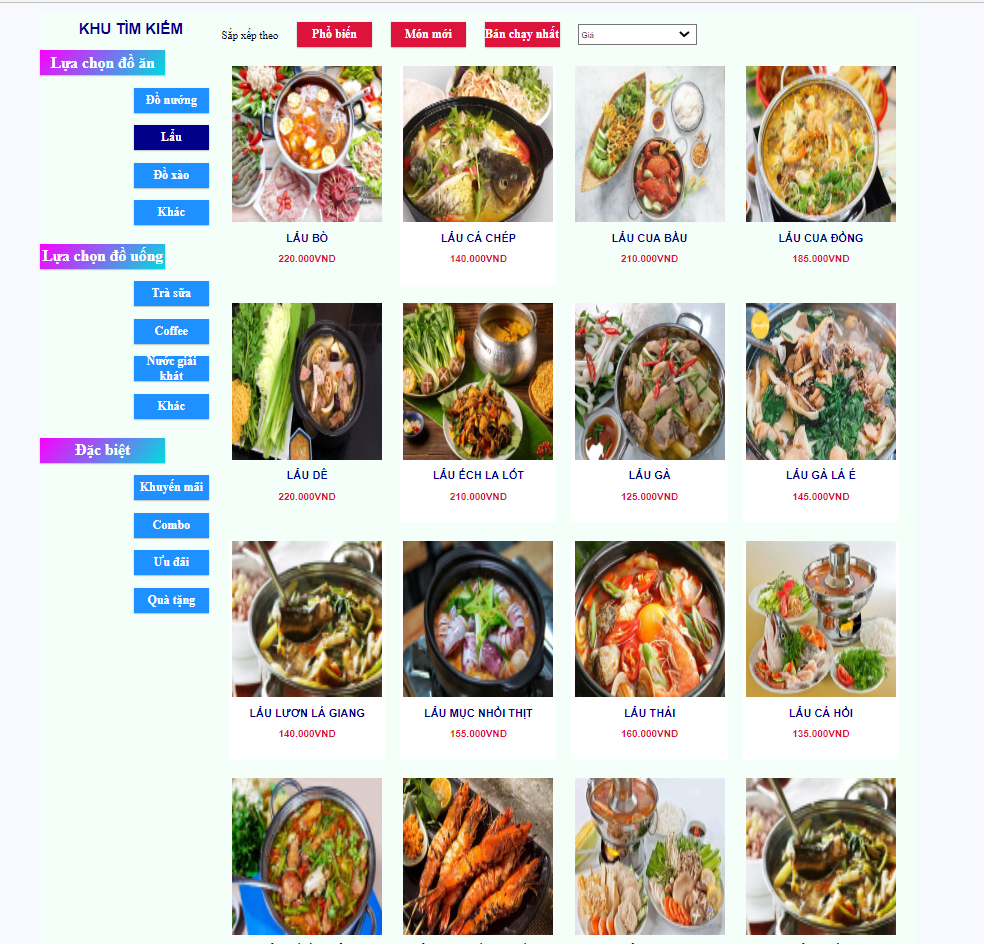 KHU TÌM KIẾM
Lựa chọn đồ ăn
Đồ nướng
Lẩu
Đồ xào
Khác
Lựa chọn đồ uống
Trà sữa
Coffee
Nước giải
khát
Khác
Đặc biệt
Khuyến mãi
Combo
Ưu đãi
Quà tặng
Sắp xếp theo
Phổ biến
Món mới
Bán chạy nhất
Giá
LẨU BÒ
220.000VND
LẨU CÁ CHÉP
140.000VND
LẨU CUA BẦU
210.000VND
LẨU CUA ĐỒNG
185.000VND
LẨU DÊ
220.000VND
LẨU ẾCH LA LÓT
210.000VND
LẨU GÀ
125.000VND
LẨU GÀ LÁ É
145.000VND
LẨU LƯƠN LÁ GIANG
140.000VND
LẨU MỤC NHỒI THỊT
155.000VND
LẨU THÁI
160.000VND
LẨU CÁ HỒI
135.000VND